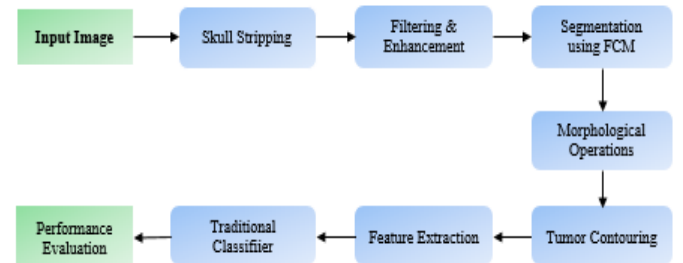 Input Image
Skull Stripping
Filtering &
Enhancement
Segmentation
using FCM
Morphological
Operations
Tumor Contouring
Feature Extraction
Traditional
Classifiier
Performance
Evaluation